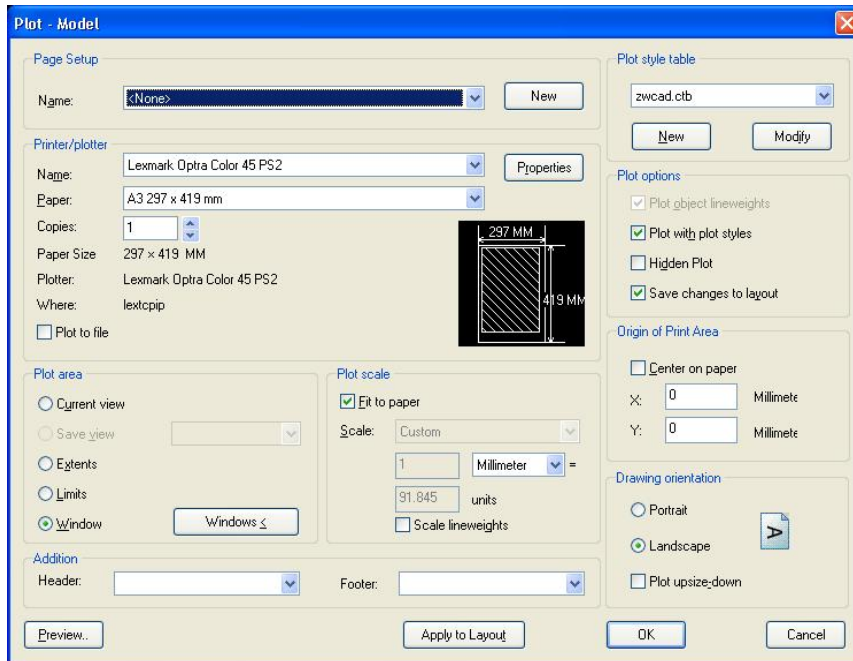 Plot - Model
Page Setup
Name:
<None>
New
Printer/plotter
Name:
Lexmark Optra Color 45 PS2
Properties
Paper:
A3 297 x 419 mm
Copies:
1
Paper Size
297 × 419 MM
Plotter:
Lexmark Optra Color 45 PS2
Where:
lextcpip
Plot to file
297 MM
419 MM
Plot area
Current view
Save view
Extents
Limits
Window
Windows <
Plot scale
Fit to paper
Scale:
Custom
1
Millimeter
=
91.845
units
Scale lineweights
Addition
Header:
Footer:
Preview..
Apply to Layout
Plot style table
zwcad.ctb
New
Modify
Plot options
Plot object lineweights
Plot with plot styles
Hidden Plot
Save changes to layout
Origin of Print Area
Center on paper
X:
0
Millimete
Y:
0
Millimete
Drawing orientation
Portrait
Landscape
A
Plot upsize-down
OK
Cancel